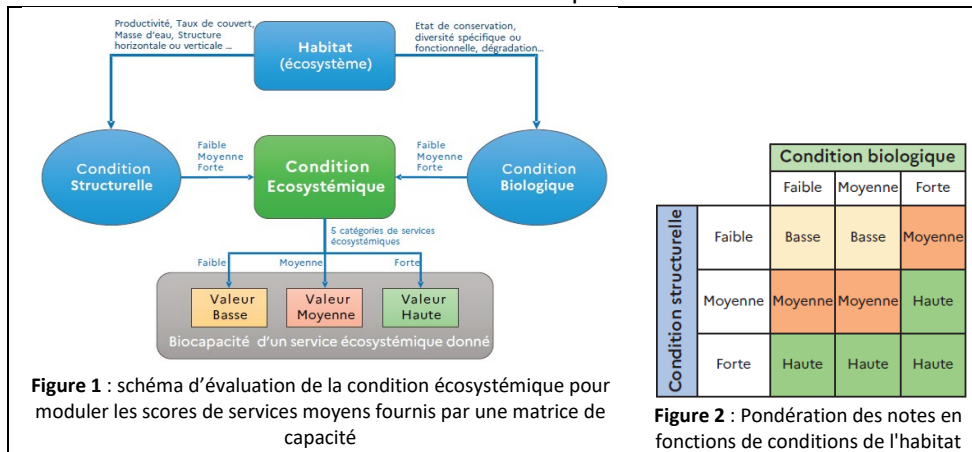 Productivité, Taux de couvert,
Masse d'eau, Structure
horizontale ou verticale ...
Habitat
(écosystème)
Etat de conservation,
diversité spécifique ou
fonctionnelle, dégradation...
Condition
Structurelle
Faible
Moyenne
Forte
Condition
Ecosystémique
Faible
Moyenne
Forte
Condition
Biologique
5 catégories de services
écosystémiques
Faible
Moyenne
Forte
Valeur
Basse
Valeur
Moyenne
Valeur
Haute
Biocapacité d'un service écosystémique donné
Figure 1 : schéma d'évaluation de la condition écosystémique pour
moduler les scores de services moyens fournis par une matrice de
capacité
Condition biologique
Faible Moyenne Forte
Condition structurelle
Faible Basse Basse Moyenne
Moyenne Moyenne Moyenne Haute
Forte Haute Haute Haute
Figure 2 : Pondération des notes en
fonctions de conditions de l'habitat